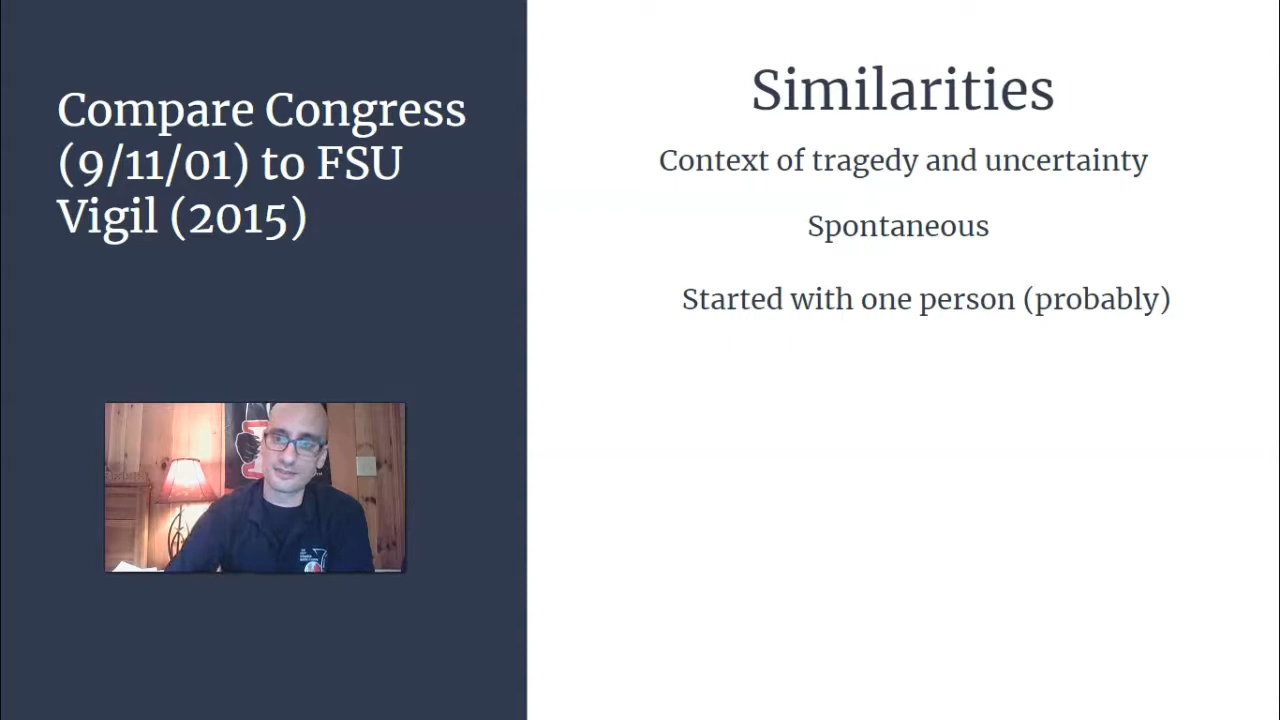 Compare Congress
(9/11/01) to FSU
Vigil (2015)
Similarities
Context of tragedy and uncertainty
Spontaneous
Started with one person (probably)